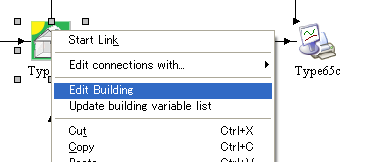 Start Link
Edit connections with...
Typ
Type65c
Edit Building
Update building variable list
Cut Ctrl+X
Copy Ctrl+C